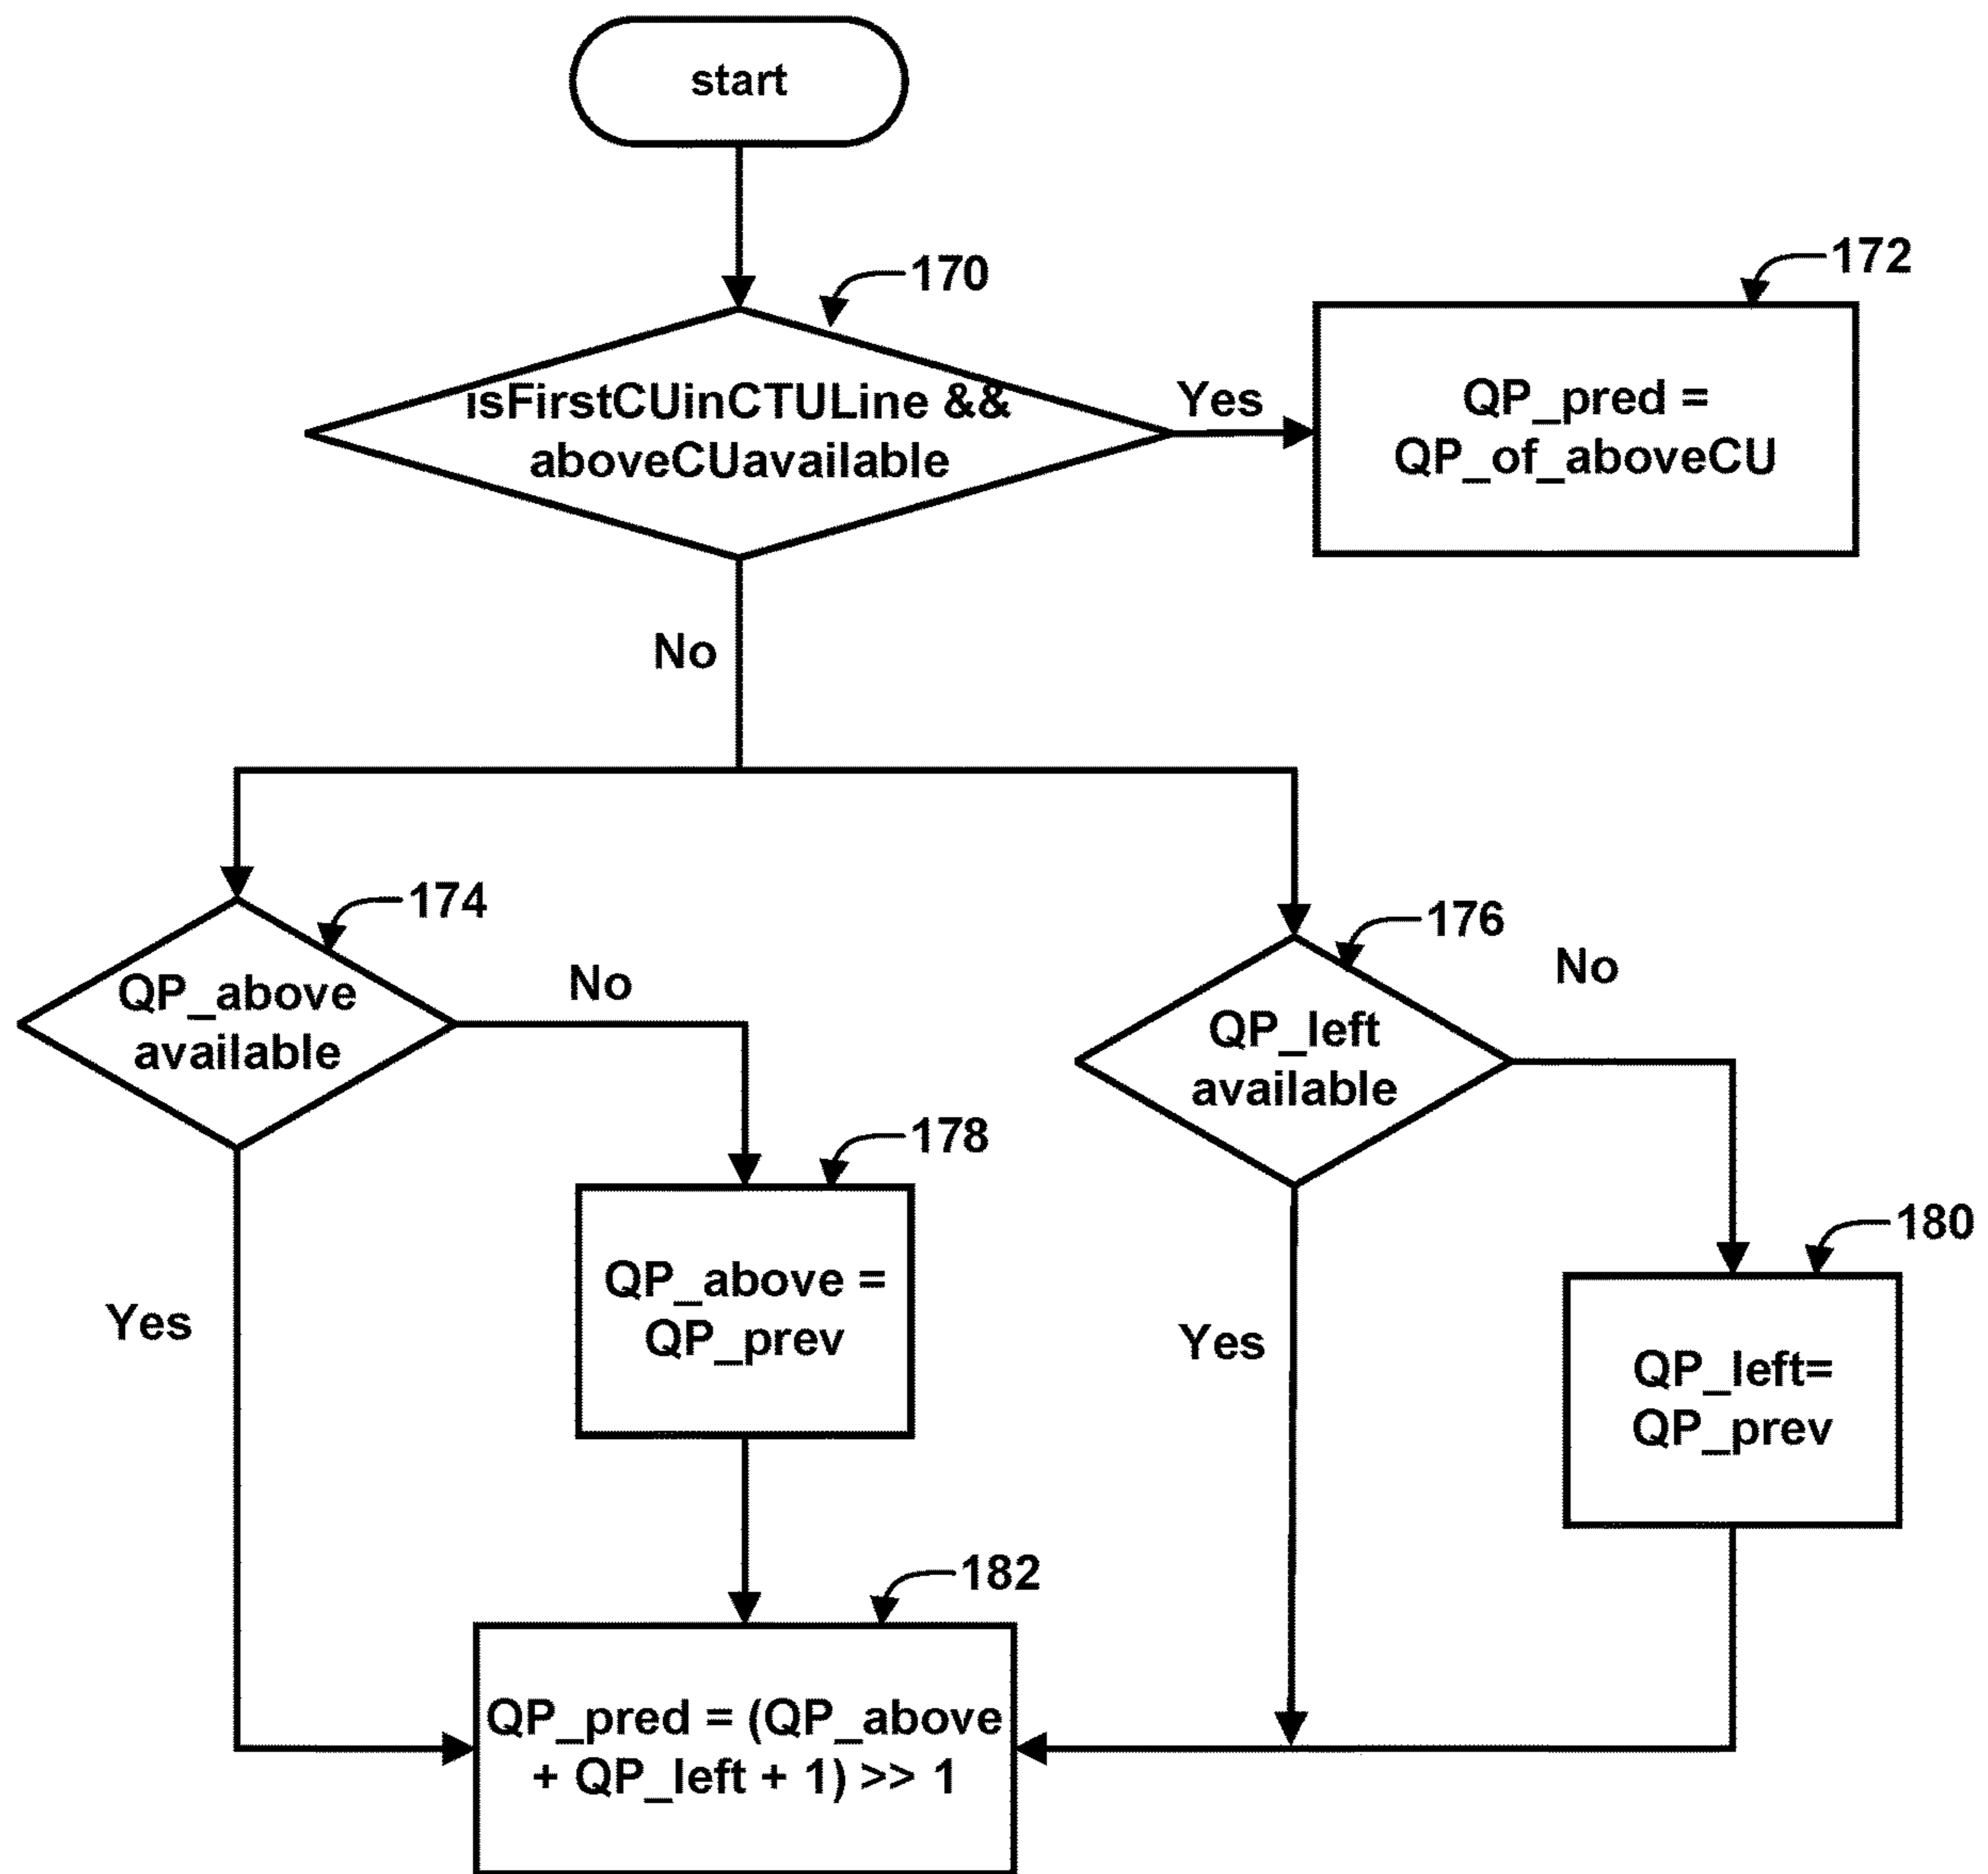 start
170
172
isFirstCUinCTULine &&
aboveCUavailable
Yes
QP_pred =
QP_of_aboveCU
No
174
176
QP_above
available
No
QP_left
available
No
178
180
QP_above =
QP_prev
Yes
Yes
QP_left=
QP_prev
182
QP_pred = (QP_above
+ QP_left + 1) >> 1